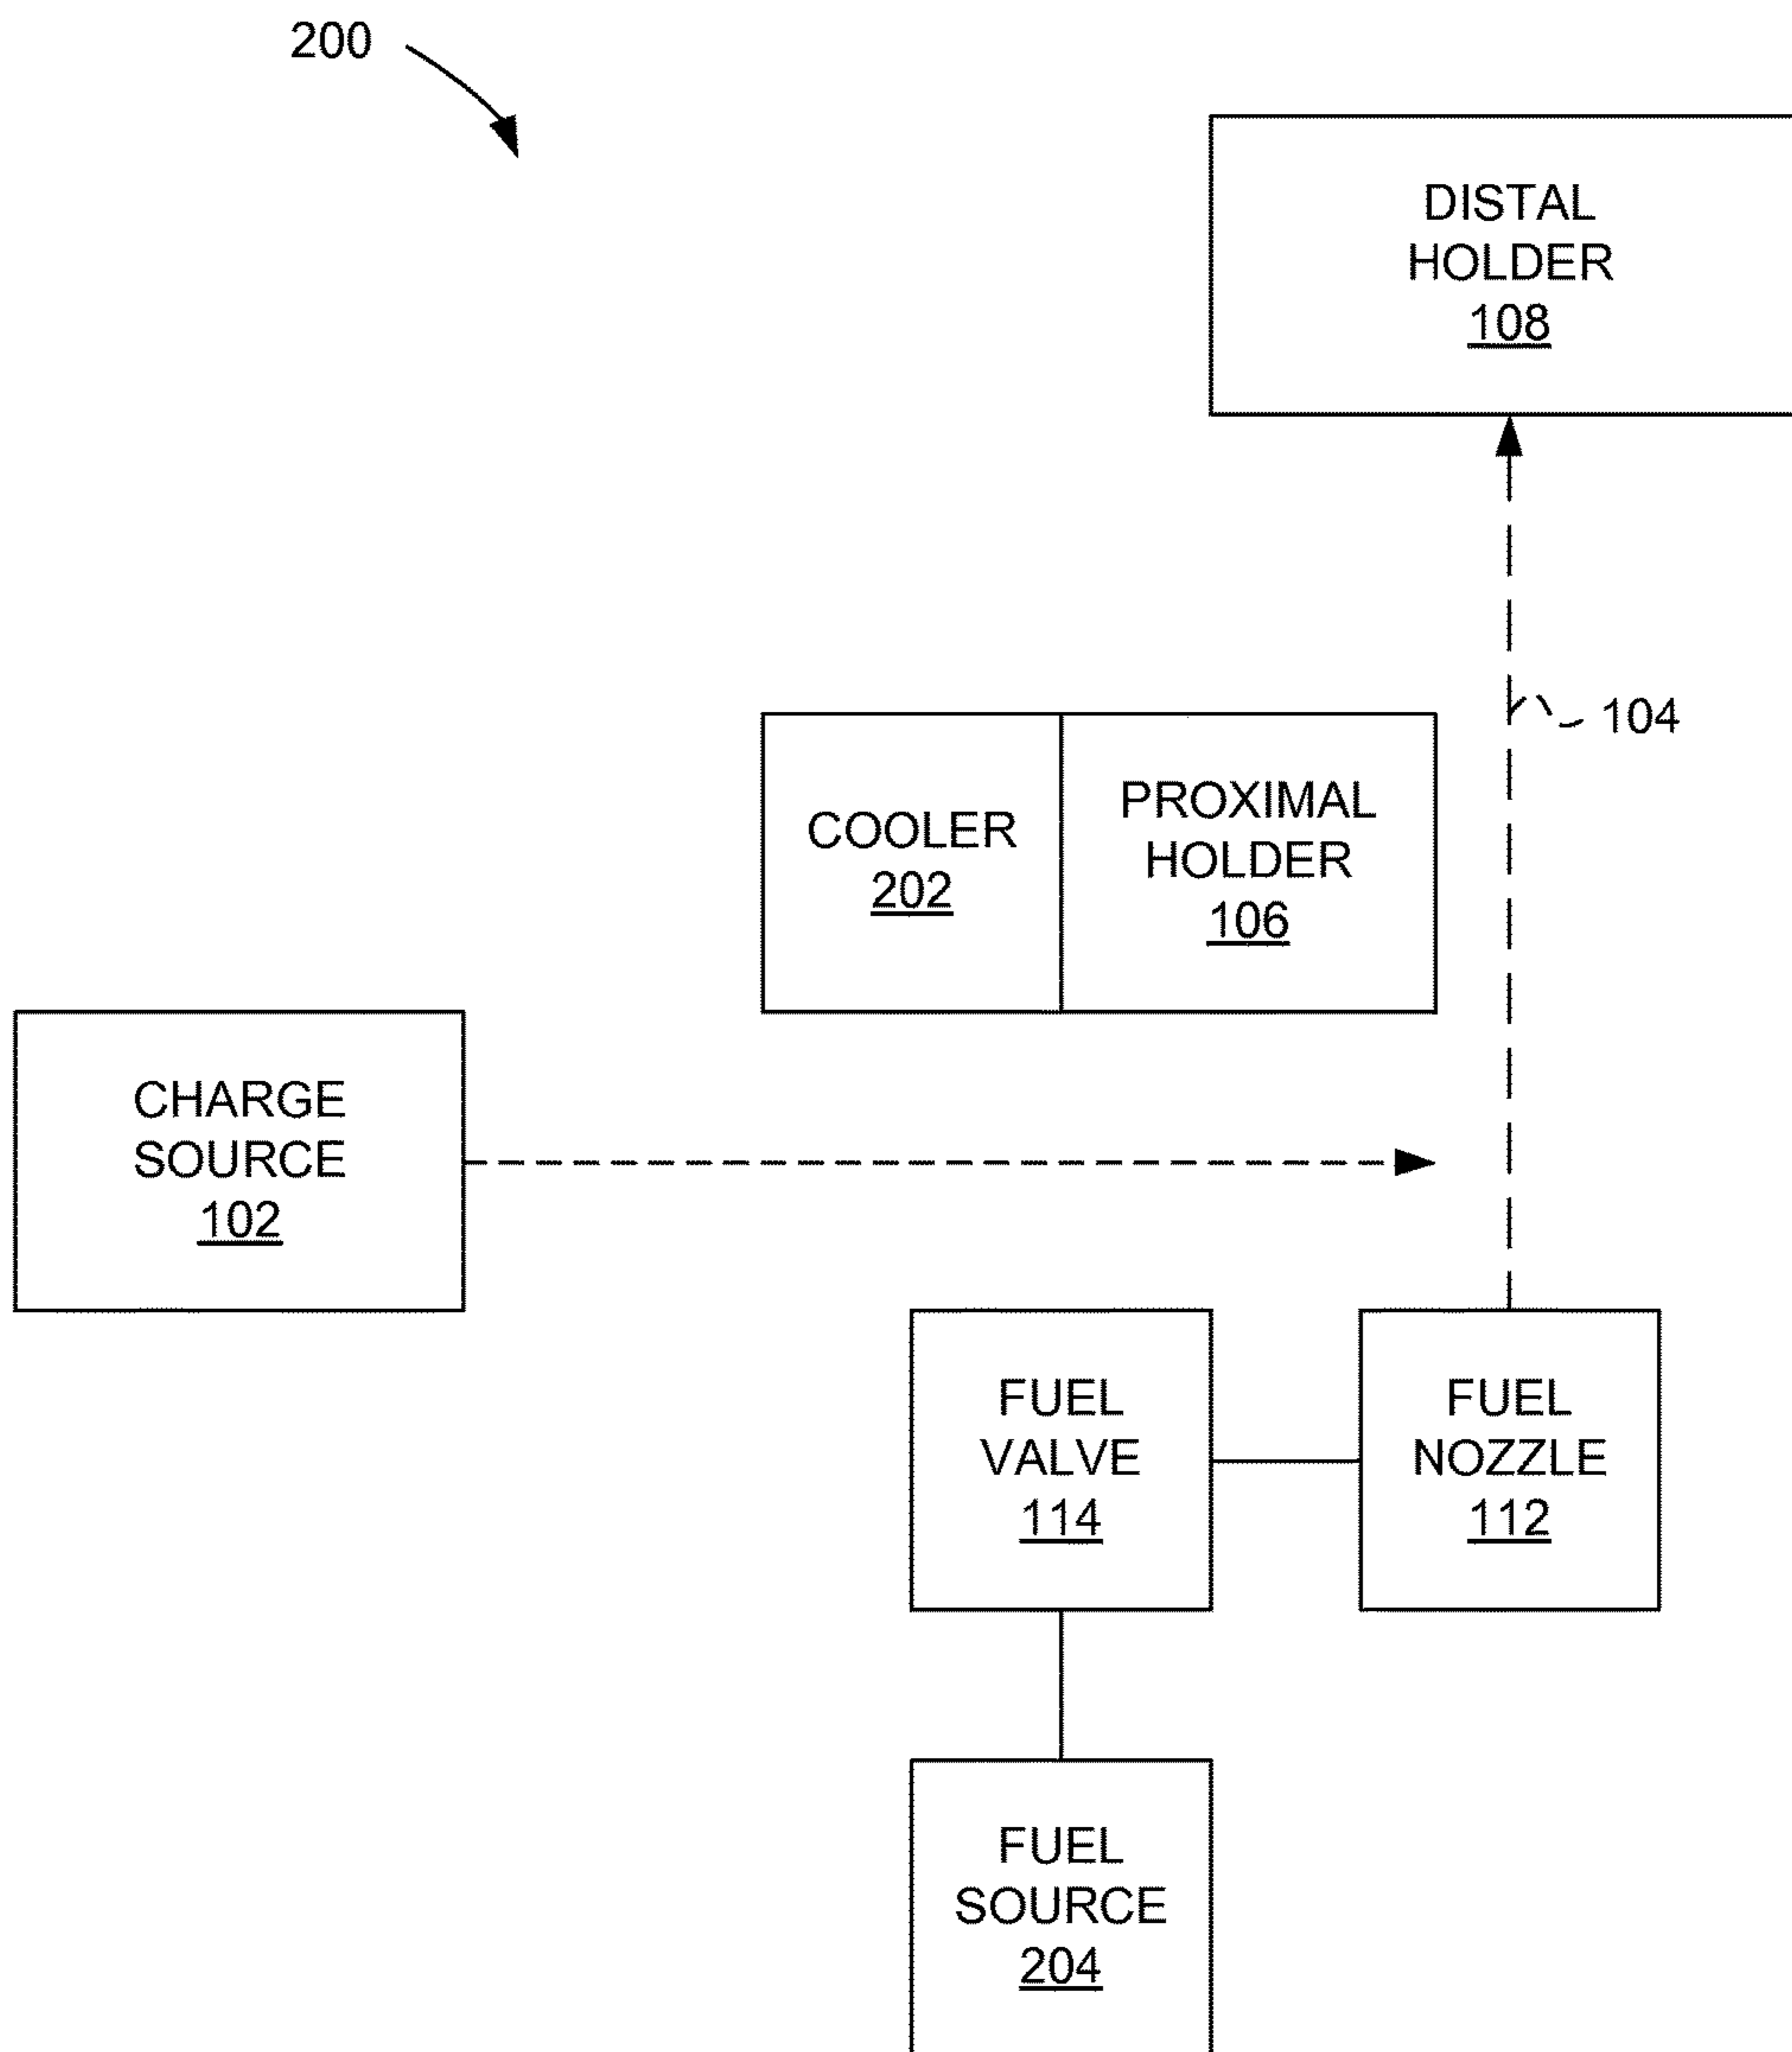 200
DISTAL
HOLDER
108
104
COOLER
202
PROXIMAL
HOLDER
106
CHARGE
SOURCE
102
FUEL
VALVE
114
FUEL
NOZZLE
112
FUEL
SOURCE
204